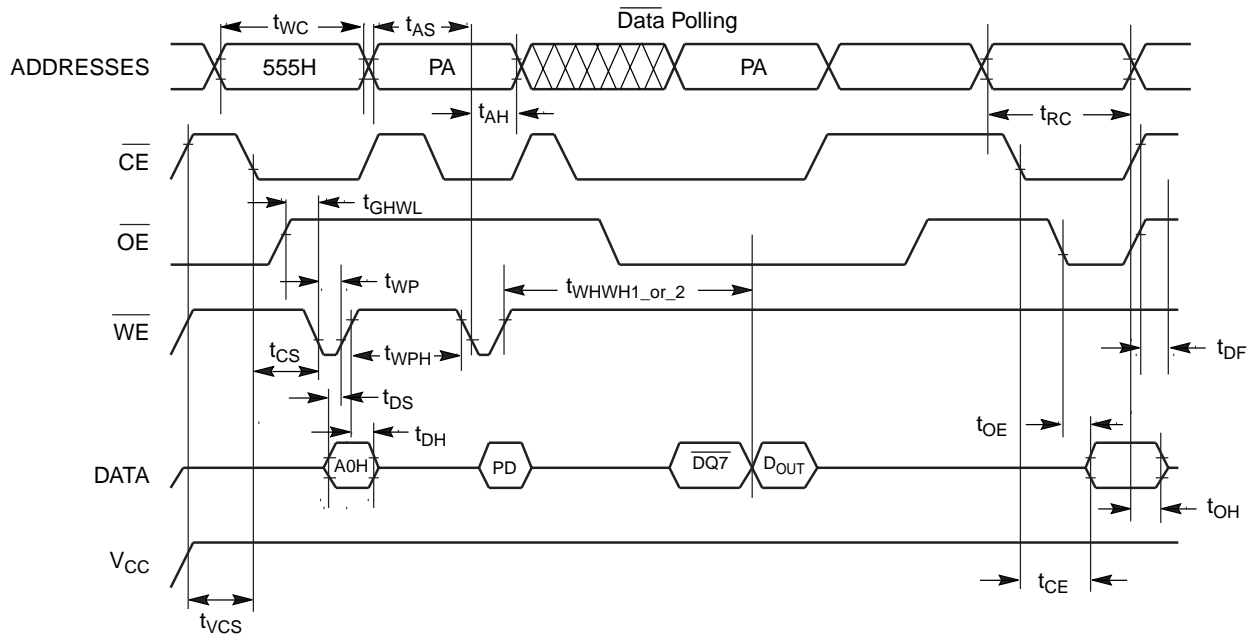 Data Polling
tWC
tAS
ADDRESSES
555H
PA
PA
tAH
tRC
CE
tGHWL
OE
tWP
tWHWH1_or_2
WE
tCS
tWPH
tDF
tDS
tDH
tOE
DATA
A0H
PD
DQ7
DOUT
tOH
VCC
tCE
tVCS